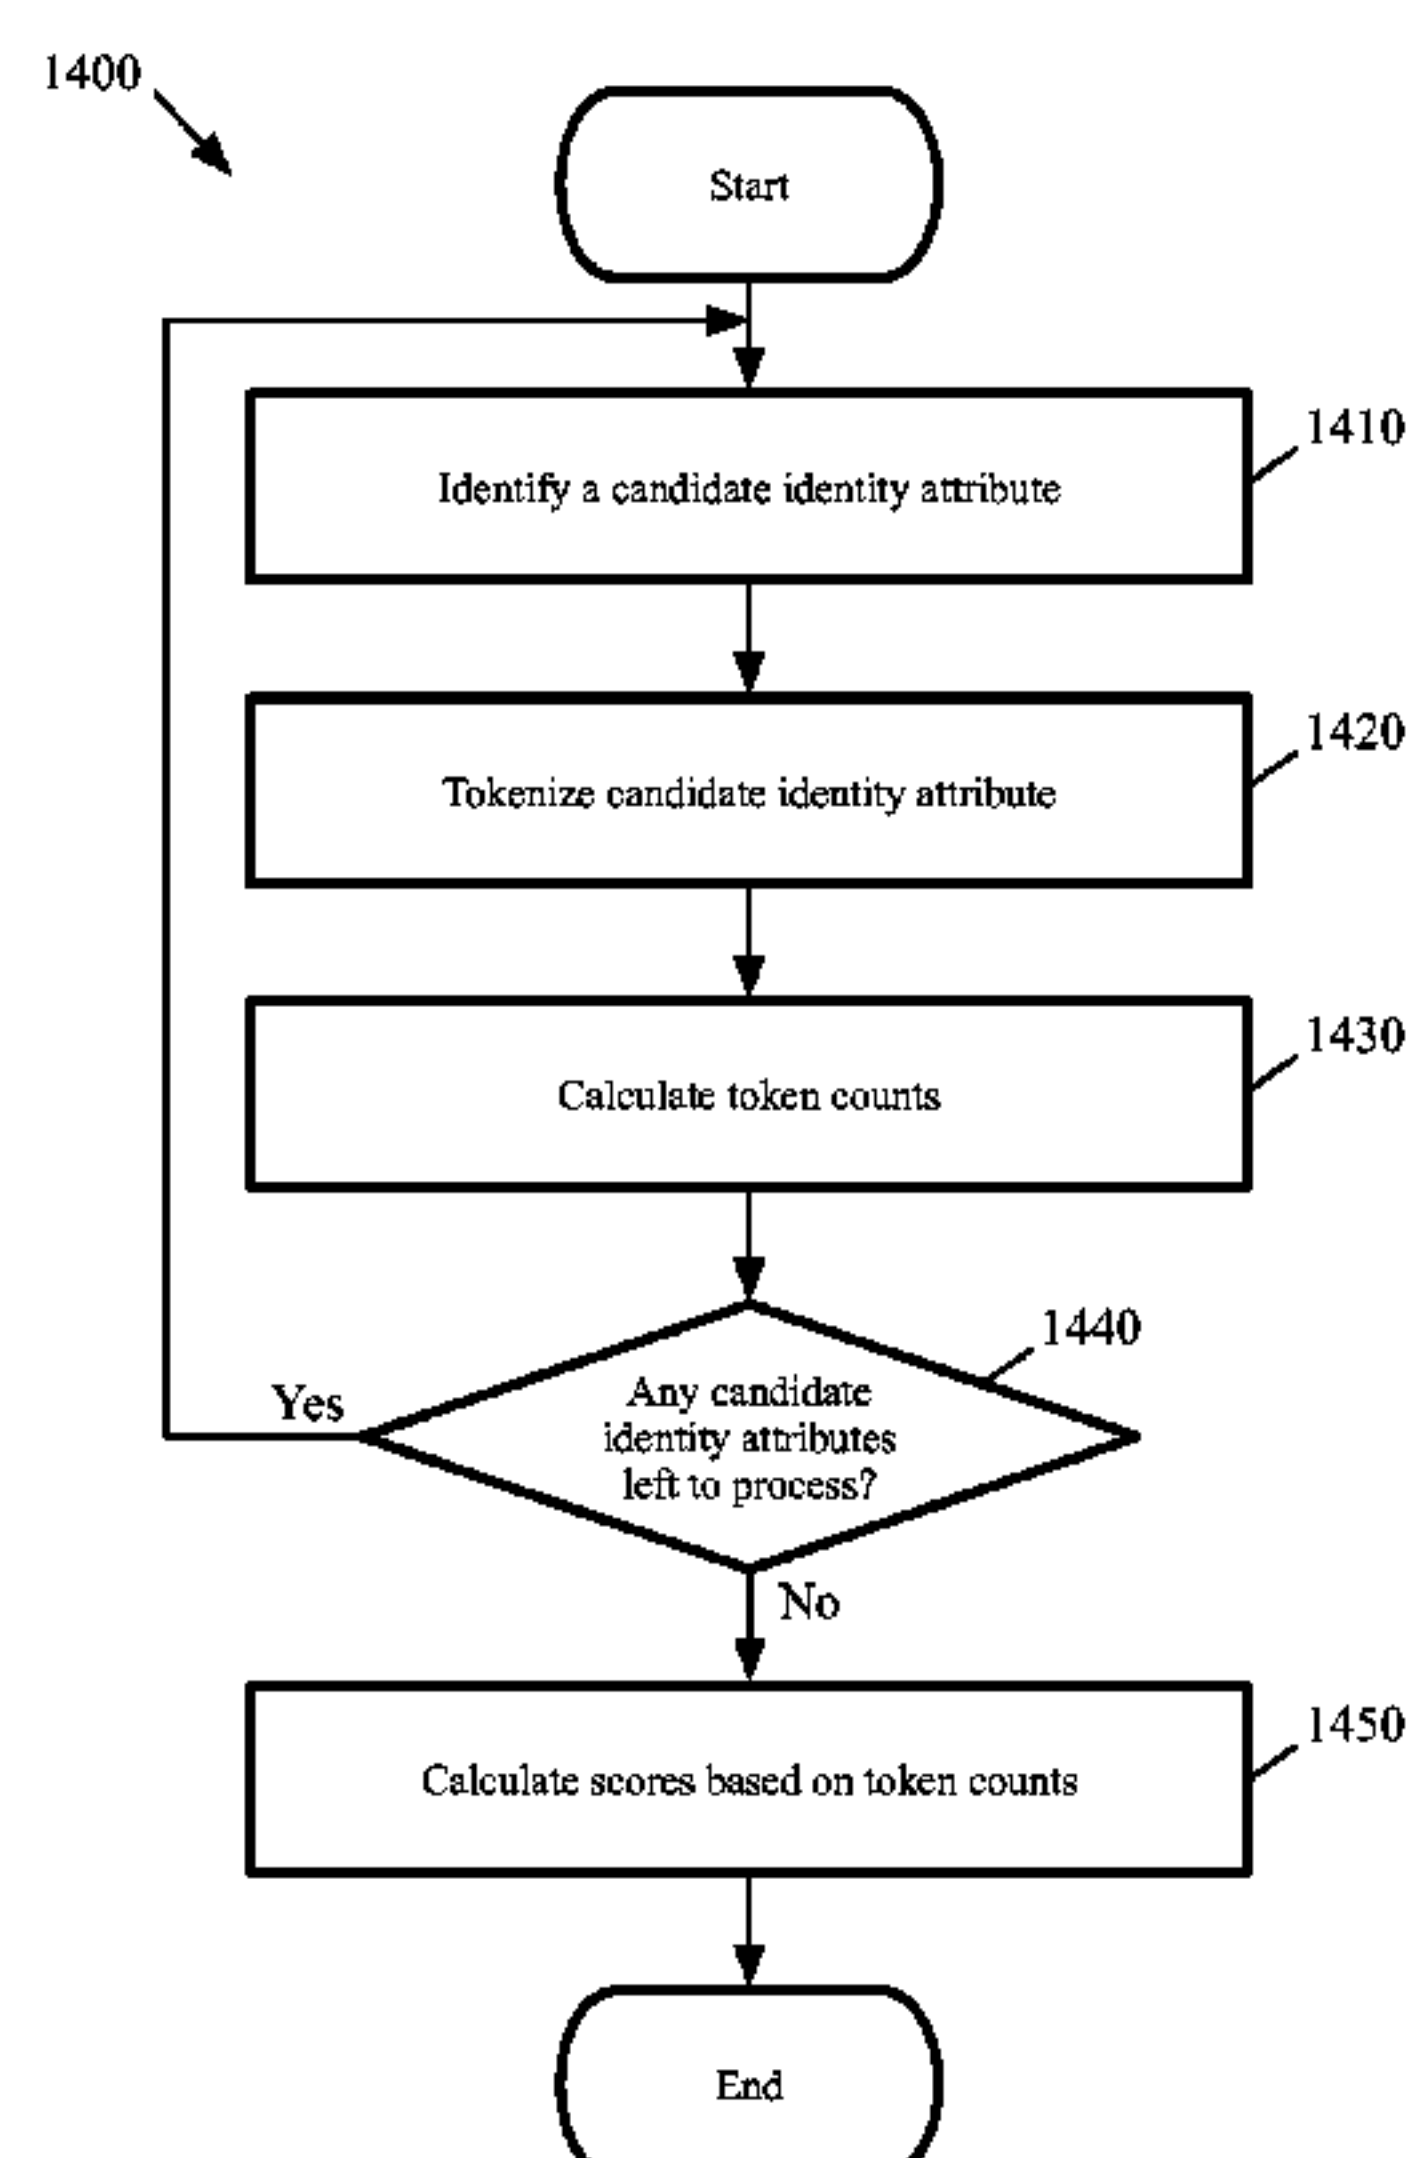 1400
Start
1410
Identify a candidate identity attribute
1420
Tokenize candidate identity attribute
1430
Calculate token counts
1440
Any candidate
identity attributes
left to process?
Yes
No
1450
Calculate scores based on token counts
End